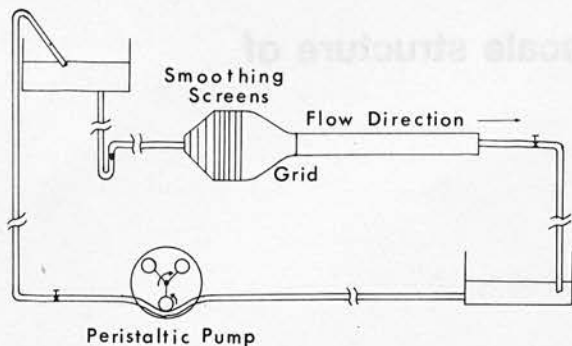 Smoothing
Screens
Flow Direction
Grid
Peristaltic Pump